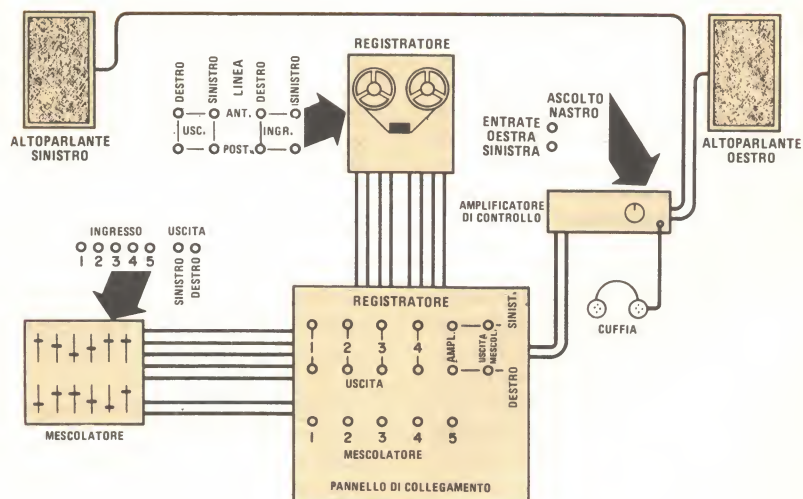 REGISTRATORE
DESTRO
SINISTRO
LINEA
DESTRO
SINISTRO
ANT.
USC.
INGR.
POST.
ALTOPARLANTE
SINISTRO
ASCOLTO
NASTRO
ENTRATE
OESTRA
SINISTRA
ALTOPARLANTE
OESTRO
AMPLIFICATORE
DI CONTROLLO
CUFFIA
INGRESSO USCITA
1 2 3 4 5
SINISTRO
DESTRO
MESCOLATORE
REGISTRATORE
1 2 3 4
AMPL.
USCITA
MESCOL.
SINIST.
DESTRO
USCITA
1 2 3 4 5
MESCOLATORE
PANNELLO DI COLLEGAMENTO